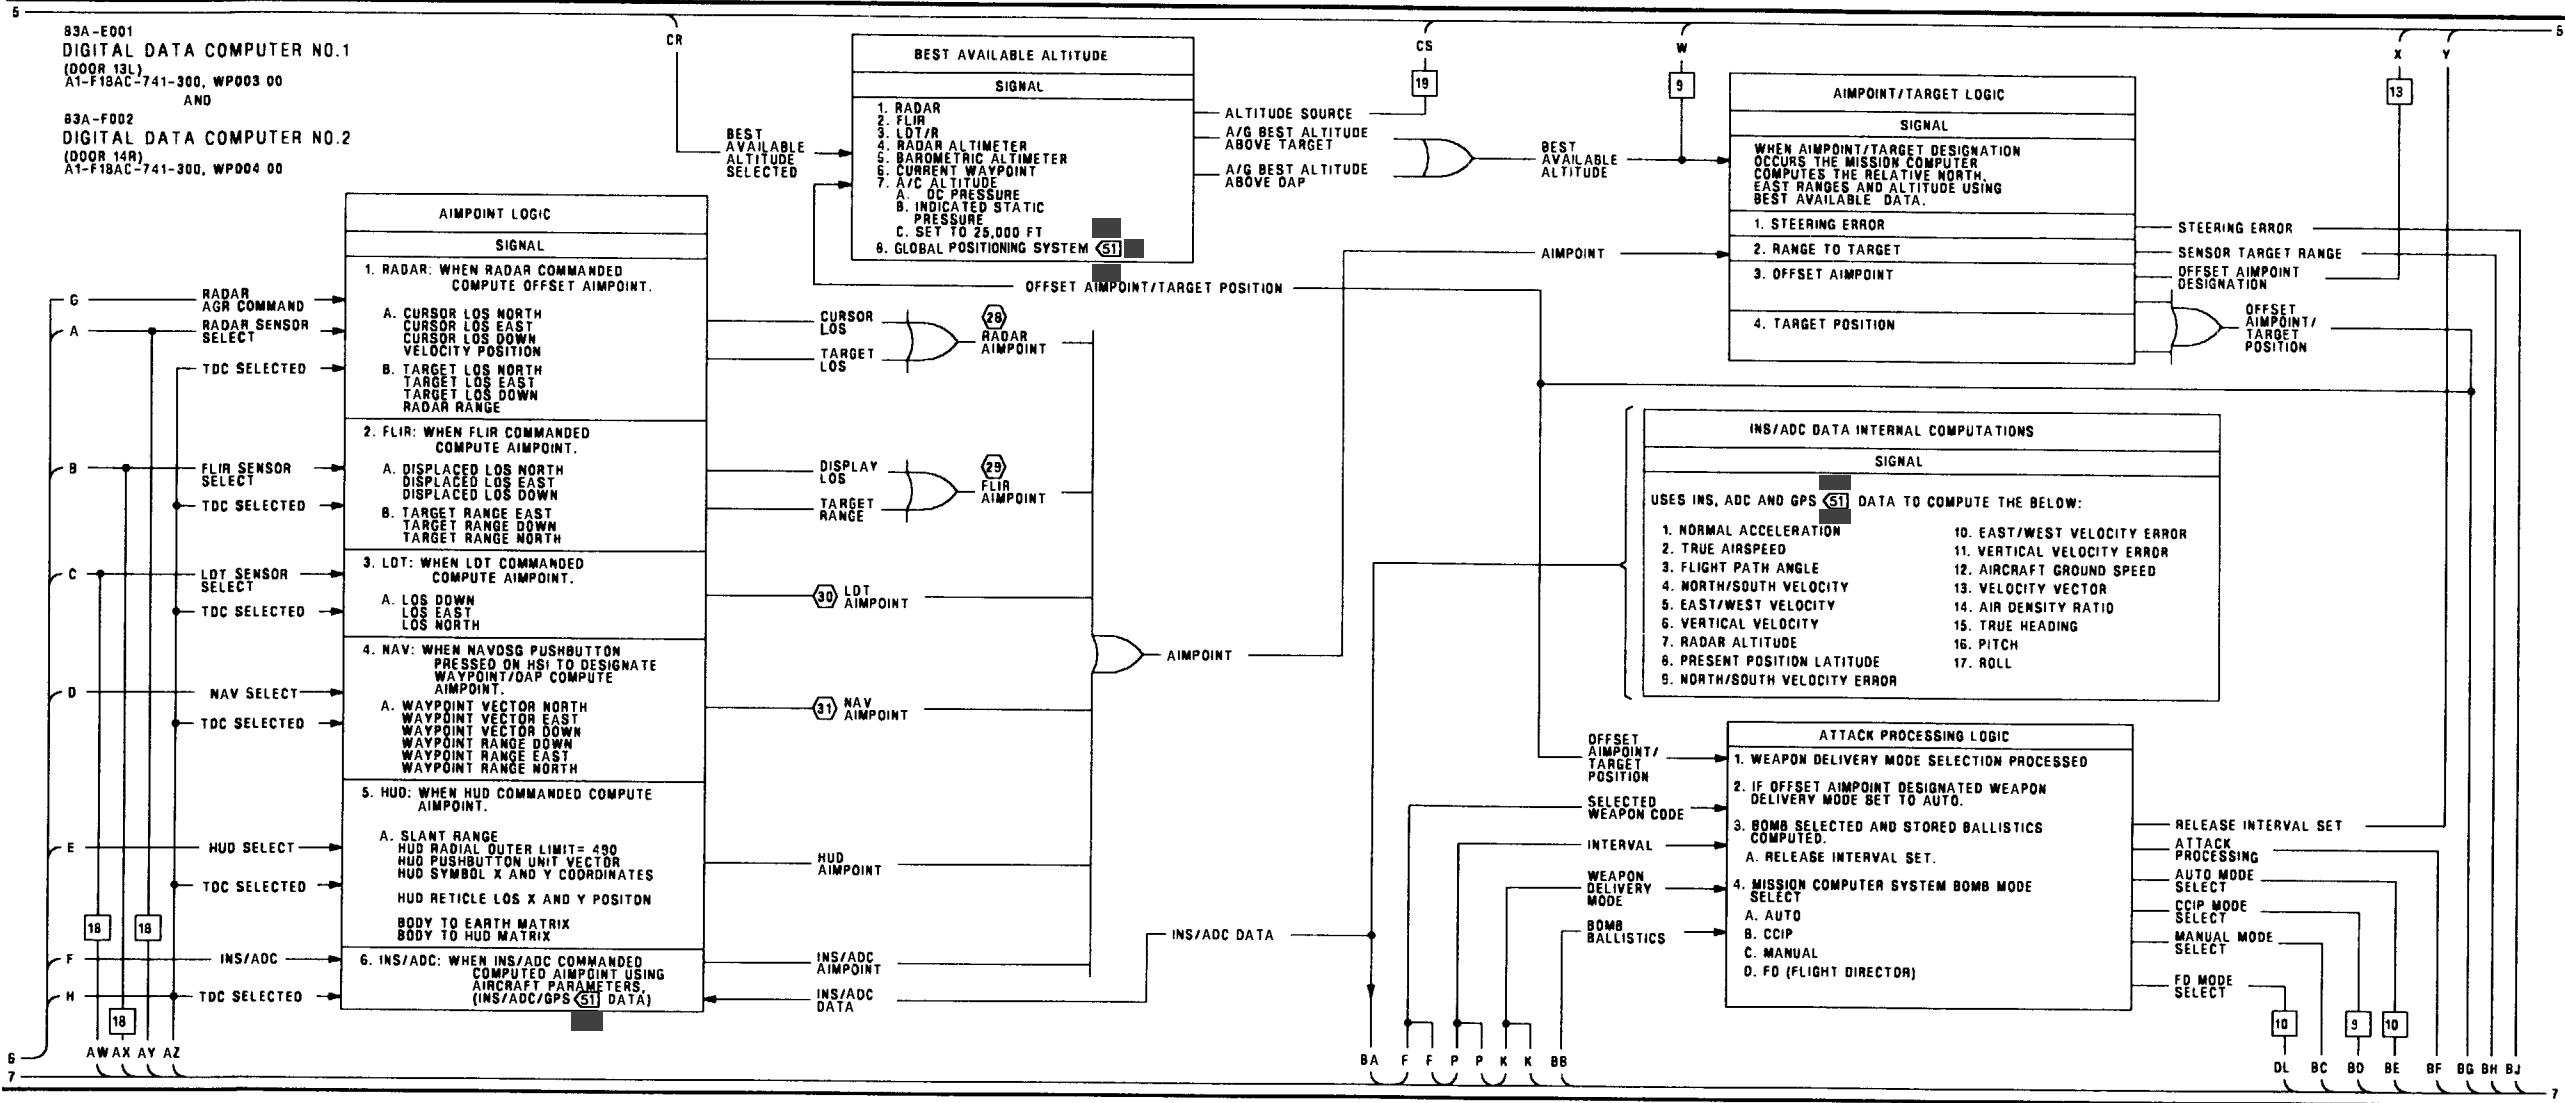 5
83A-E001
DIGITAL DATA COMPUTER NO.1
(DOOR 13L)
A1-F18AC-741-300, WP003 00
AND
83A-F002
DIGITAL DATA COMPUTER NO.2
(DOOR 14R)
A1-F18AC-741-300, WP004 00
CR
BEST
AVAILABLE
ALTITUDE
SELECTED
BEST AVAILABLE ALTITUDE
SIGNAL
1. RADAR
2. FLIR
3. LDT/R
4. RADAR ALTIMETER
5. BAROMETRIC ALTIMETER
6. CURRENT WAYPOINT
7. A/C ALTITUDE
A. DC PRESSURE
B. INDICATED STATIC
PRESSURE
C. SET TO 25,000 FT
8. GLOBAL POSITIONING SYSTEM 51
CS
19
ALTITUDE SOURCE
A/G BEST ALTITUDE
ABOVE TARGET
A/G BEST ALTITUDE
ABOVE OAP
BEST
AVAILABLE
ALTITUDE
W
9
AIMPOINT/TARGET LOGIC
SIGNAL
WHEN AIMPOINT/TARGET DESIGNATION
OCCURS THE MISSION COMPUTER
COMPUTES THE RELATIVE NORTH,
EAST RANGES AND ALTITUDE USING
BEST AVAILABLE DATA.
1. STEERING ERROR
2. RANGE TO TARGET
3. OFFSET AIMPOINT
4. TARGET POSITION
X
13
Y
5
STEERING ERROR
SENSOR TARGET RANGE
OFFSET AIMPOINT
DESIGNATION
OFFSET
AIMPOINT/
TARGET
POSITION
AIMPOINT
OFFSET AIMPOINT/TARGET POSITION
AIMPOINT LOGIC
SIGNAL
1. RADAR: WHEN RADAR COMMANDED
COMPUTE OFFSET AIMPOINT.
A. CURSOR LOS NORTH
CURSOR LOS EAST
CURSOR LOS DOWN
VELOCITY POSITION
B. TARGET LOS NORTH
TARGET LOS EAST
TARGET LOS DOWN
RADAR RANGE
2. FLIR: WHEN FLIR COMMANDED
COMPUTE AIMPOINT.
A. DISPLACED LOS NORTH
DISPLACED LOS EAST
DISPLACED LOS DOWN
B. TARGET RANGE EAST
TARGET RANGE DOWN
TARGET RANGE NORTH
3. LDT: WHEN LDT COMMANDED
COMPUTE AIMPOINT.
A. LOS DOWN
LOS EAST
LOS NORTH
4. NAV: WHEN NAVDSG PUSHBUTTON
PRESSED ON HSI TO DESIGNATE
WAYPOINT/OAP COMPUTE
AIMPOINT.
A. WAYPOINT VECTOR NORTH
WAYPOINT VECTOR EAST
WAYPOINT VECTOR DOWN
WAYPOINT RANGE DOWN
WAYPOINT RANGE EAST
WAYPOINT RANGE NORTH
5. HUD: WHEN HUD COMMANDED COMPUTE
AIMPOINT.
A. SLANT RANGE
HUD RADIAL OUTER LIMIT= 490
HUD PUSHBUTTON UNIT VECTOR
HUD SYMBOL X AND Y COORDINATES
HUD RETICLE LOS X AND Y POSITON
BODY TO EARTH MATRIX
BODY TO HUD MATRIX
6. INS/ADC: WHEN INS/ADC COMMANDED
COMPUTED AIMPOINT USING
AIRCRAFT PARAMETERS,
(INS/ADC/GPS 51 DATA)
G
RADAR
AGR COMMAND
A
RADAR SENSOR
SELECT
TDC SELECTED
B
FLIR SENSOR
SELECT
TDC SELECTED
C
LDT SENSOR
SELECT
TDC SELECTED
D
NAV SELECT
TDC SELECTED
E
HUD SELECT
TDC SELECTED
18
18
F
INS/ADC
H
TDC SELECTED
18
6
AW AX AY AZ
7
CURSOR
LOS
TARGET
LOS
28
RADAR
AIMPOINT
DISPLAY
LOS
TARGET
RANGE
29
FLIR
AIMPOINT
30 LDT
AIMPOINT
31 NAV
AIMPOINT
AIMPOINT
HUD
AIMPOINT
INS/ADC
AIMPOINT
INS/ADC
DATA
INS/ADC DATA
INS/ADC DATA INTERNAL COMPUTATIONS
SIGNAL
USES INS, ADC AND GPS 51 DATA TO COMPUTE THE BELOW:
1. NORMAL ACCELERATION
2. TRUE AIRSPEED
3. FLIGHT PATH ANGLE
4. NORTH/SOUTH VELOCITY
5. EAST/WEST VELOCITY
6. VERTICAL VELOCITY
7. RADAR ALTITUDE
8. PRESENT POSITION LATITUDE
9. NORTH/SOUTH VELOCITY ERROR
10. EAST/WEST VELOCITY ERROR
11. VERTICAL VELOCITY ERROR
12. AIRCRAFT GROUND SPEED
13. VELOCITY VECTOR
14. AIR DENSITY RATIO
15. TRUE HEADING
16. PITCH
17. ROLL
OFFSET
AIMPOINT/
TARGET
POSITION
SELECTED
WEAPON CODE
INTERVAL
WEAPON
DELIVERY
MODE
BOMB
BALLISTICS
ATTACK PROCESSING LOGIC
1. WEAPON DELIVERY MODE SELECTION PROCESSED
2. IF OFFSET AIMPOINT DESIGNATED WEAPON
DELIVERY MODE SET TO AUTO.
3. BOMB SELECTED AND STORED BALLISTICS
COMPUTED.
A. RELEASE INTERVAL SET.
4. MISSION COMPUTER SYSTEM BOMB MODE
SELECT
A. AUTO
B. CCIP
C. MANUAL
D. FD (FLIGHT DIRECTOR)
RELEASE INTERVAL SET
ATTACK
PROCESSING
AUTO MODE
SELECT
CCIP MODE
SELECT
MANUAL MODE
SELECT
FD MODE
SELECT
10
9
10
BA F F P P K K BB
DL BC BD BE BF BG BH BJ
7